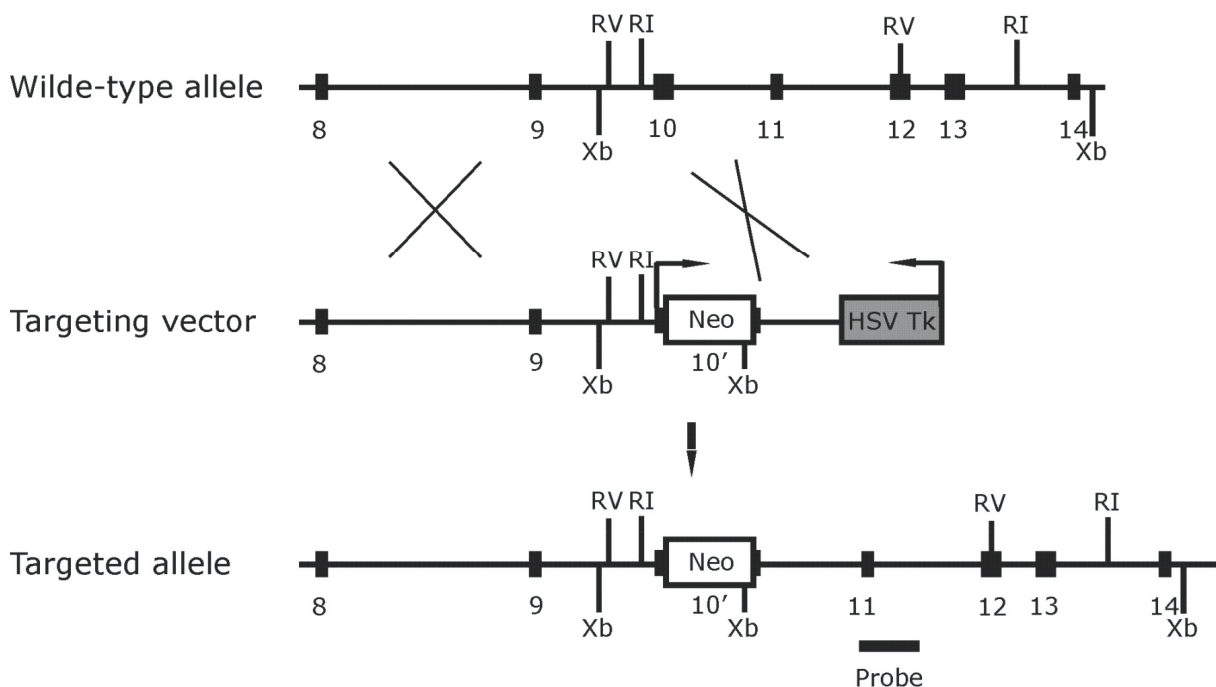 RV RI RV RI
Wilde-type allele
8 9 10 11 12 13 14
Xb Xb
RV RI
Targeting vector Neo HSV Tk
8 9 10’
Xb Xb
RV RI RV RI
Targeted allele Neo
8 9 10’ 11 12 13 14
Xb Xb Xb
Probe